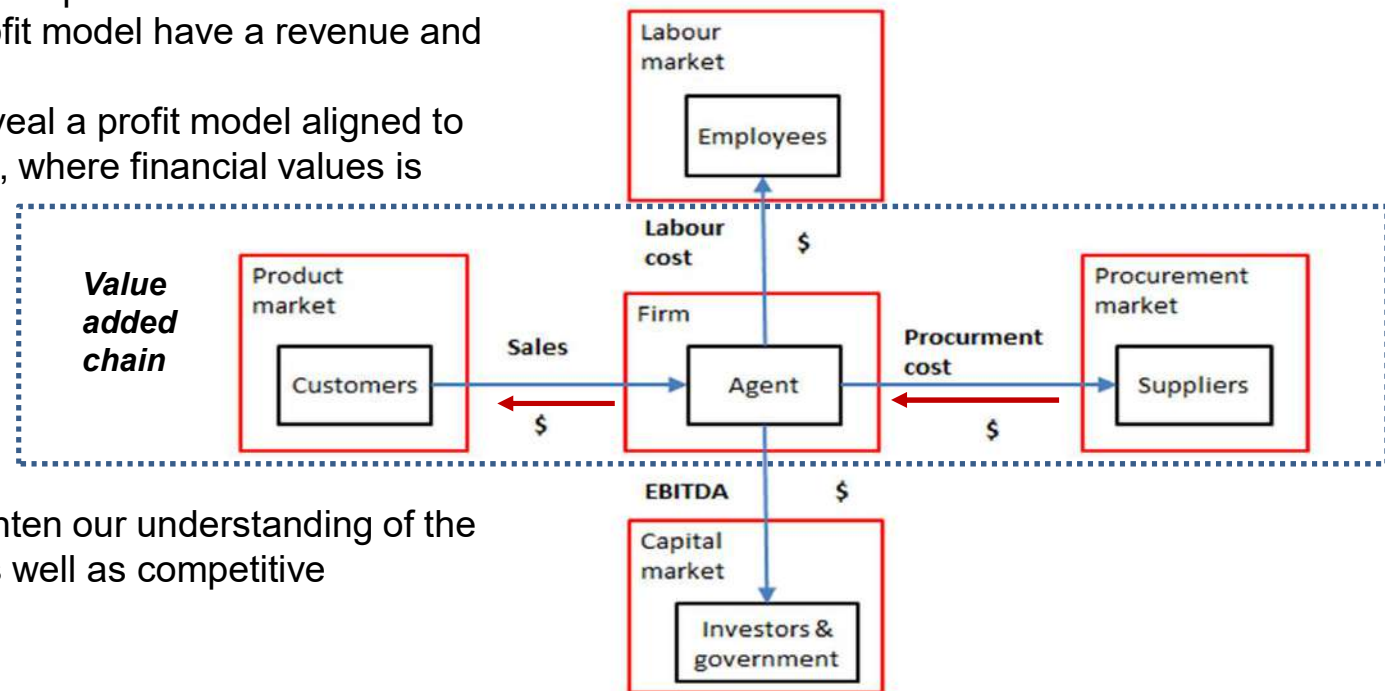 ofit model have a revenue and
veal a profit model aligned to
, where financial values is
Labour
market
Employees
Labour
cost
$
Value
added
chain
Product
market
Customers
Sales
$
Firm
Agent
Procurment
cost
$
Procurement
market
Suppliers
EBITDA
$
nten our understanding of the
s well as competitive
Capital
market
Investors &
government